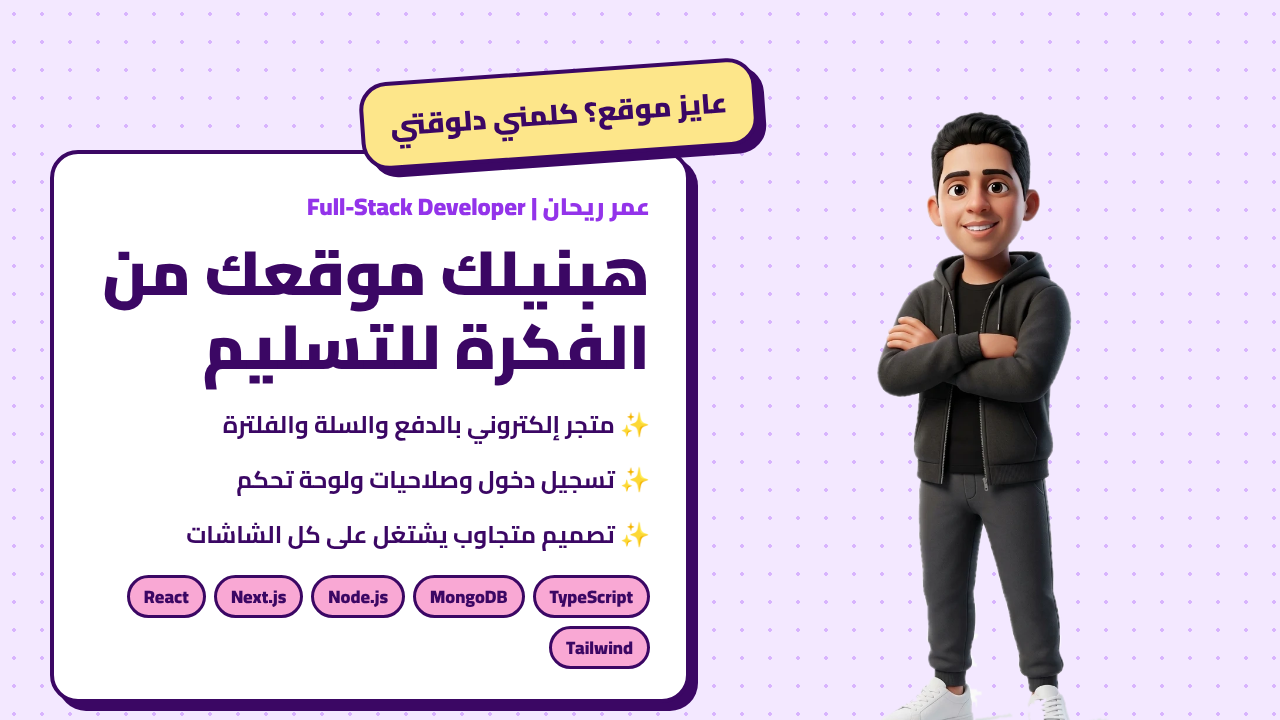 عايز موقع؟ كلمني دلوقتي
عمر ريحان | Full-Stack Developer
هبنيلك موقعك من
الفكرة للتسليم
✨ متجر إلكتروني بالدفع والسلة والفلترة
✨ تسجيل دخول وصلاحيات ولوحة تحكم
✨ تصميم متجاوب يشتغل على كل الشاشات
TypeScript MongoDB Node.js Next.js React
Tailwind